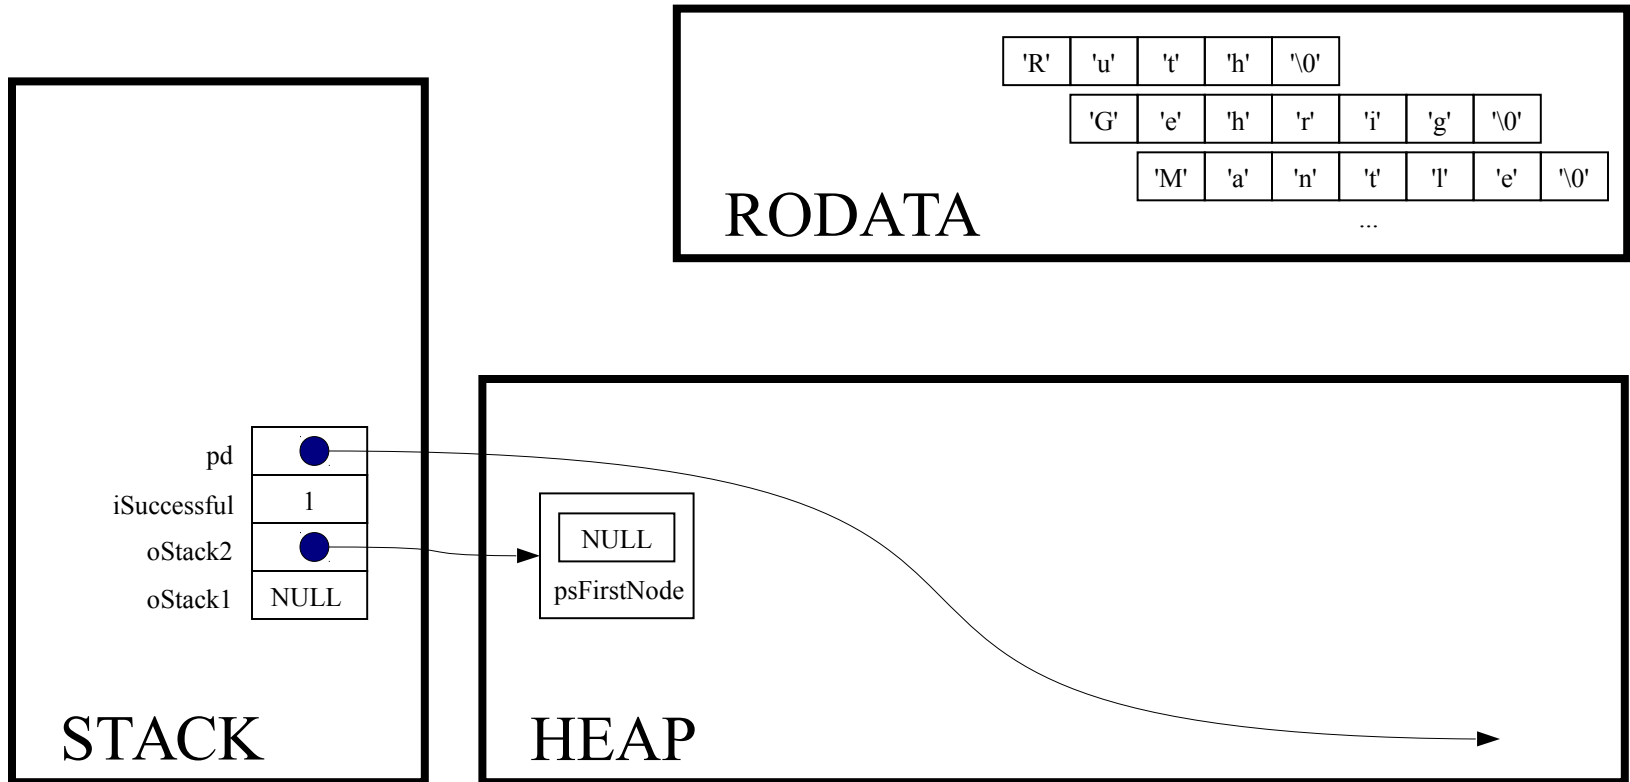 'R' 'u' 't' 'h' '\0'
'G' 'e' 'h' 'r' 'i' 'g' '\0'
'M' 'a' 'n' 't' 'l' 'e' '\0'
...
RODATA
pd
iSuccessful 1
oStack2
oStack1 NULL
STACK
NULL
psFirstNode
HEAP